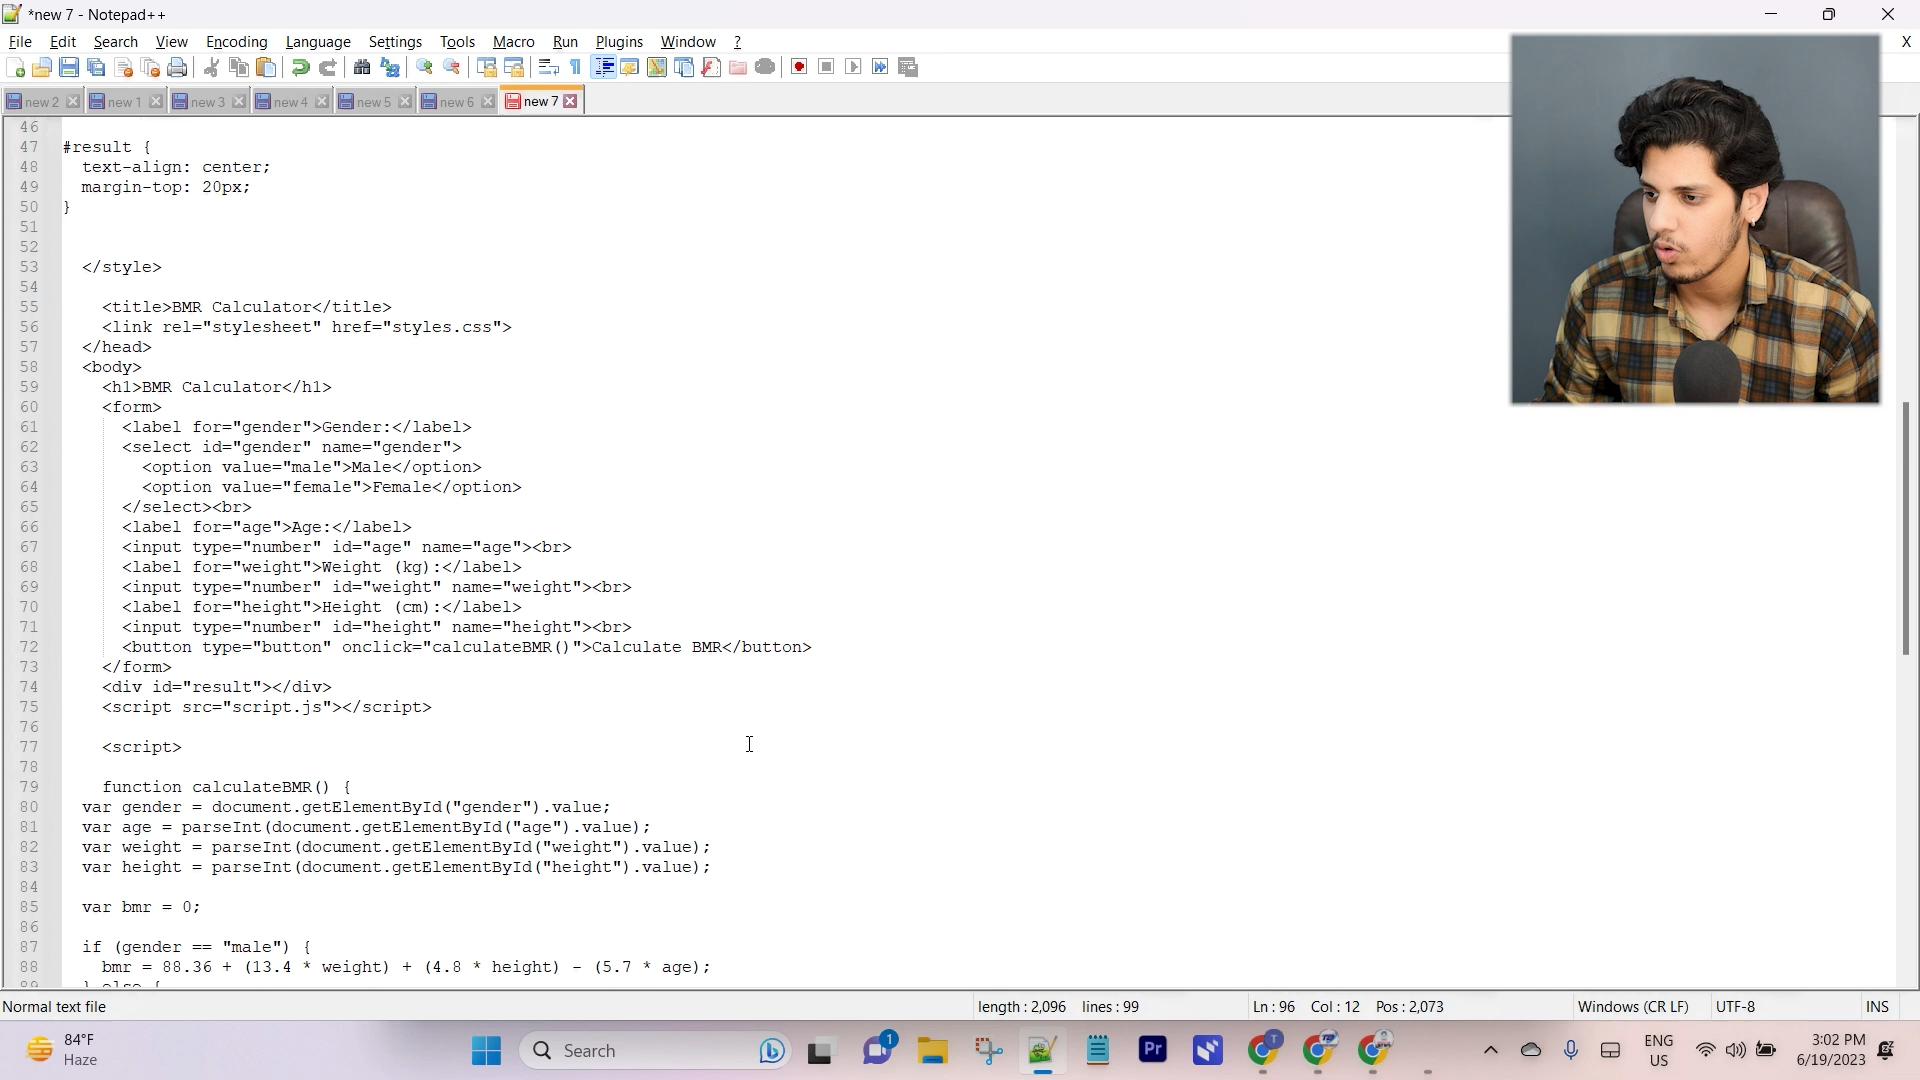 *new 7 - Notepad++
File Edit Search View Encoding Language Settings Tools Macro Run Plugins Window ? X
new 2 new 1 new 3 new 4 new 5 new 6 new 7
46
47 #result {
48 text-align: center;
49 margin-top: 20px;
50 }
51
52
53 </style>
54
55 <title>BMR Calculator</title>
56 <link rel="stylesheet" href="styles.css">
57 </head>
58 <body>
59 <h1>BMR Calculator</h1>
60 <form>
61 <label for="gender">Gender:</label>
62 <select id="gender" name="gender">
63 <option value="male">Male</option>
64 <option value="female">Female</option>
65 </select><br>
66 <label for="age">Age:</label>
67 <input type="number" id="age" name="age"><br>
68 <label for="weight">Weight (kg):</label>
69 <input type="number" id="weight" name="weight"><br>
70 <label for="height">Height (cm):</label>
71 <input type="number" id="height" name="height"><br>
72 <button type="button" onclick="calculateBMR()">Calculate BMR</button>
73 </form>
74 <div id="result"></div>
75 <script src="script.js"></script>
76
77 <script>
78
79 function calculateBMR() {
80 var gender = document.getElementById("gender").value;
81 var age = parseInt(document.getElementById("age").value);
82 var weight = parseInt(document.getElementById("weight").value);
83 var height = parseInt(document.getElementById("height").value);
84
85 var bmr = 0;
86
87 if (gender == "male") {
88 bmr = 88.36 + (13.4 * weight) + (4.8 * height) - (5.7 * age);
89 } else {
Normal text file length : 2,096 lines : 99 Ln : 96 Col : 12 Pos : 2,073 Windows (CR LF) UTF-8 INS
84°F
Haze
Search
1
Pr
T
ENG
US
3:02 PM
6/19/2023